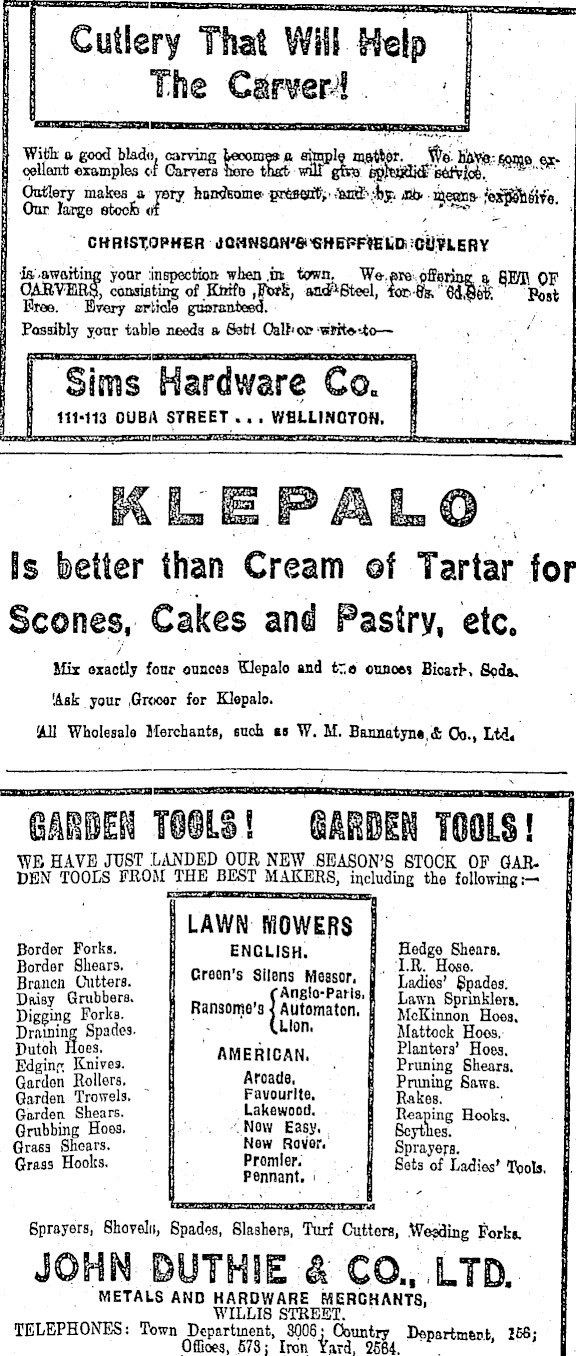 Cutlery That Will Help
The Carver!
With a good blade, carving becomes a simple matter. We have some ex-
cellent examples of Carvers here that will give splendid service.
Cutlery makes a very handsome present, and by no means expensive.
Our large stock of
CHRISTOPHER JOHNSON'S SHEFFIELD CUTLERY
is awaiting your inspection when in town. We are offering a SET OF
CARVERS, consisting of Knife, Fork, and Steel, for 8s. 6d. Set. Post
Free. Every article guaranteed.
Possibly your table needs a Set! Call or write to—
Sims Hardware Co.
111-113 CUBA STREET . . . WELLINGTON.
KLEPALO
Is better than Cream of Tartar for
Scones, Cakes and Pastry, etc.
Mix exactly four ounces Klepalo and ounces Bicarb. Soda.
Ask your Grocer for Klepalo.
All Wholesale Merchants, such as W. M. Bannatyne & Co., Ltd.
GARDEN TOOLS! GARDEN TOOLS!
WE HAVE JUST LANDED OUR NEW SEASON'S STOCK OF GAR-
DEN TOOLS FROM THE BEST MAKERS, including the following:—
Border Forks.
Border Shears.
Branch Cutters.
Daisy Grubbers.
Digging Forks.
Draining Spades.
Dutch Hoes.
Edging Knives.
Garden Rollers.
Garden Trowels.
Garden Shears.
Grubbing Hoes.
Grass Shears.
Grass Hooks.
LAWN MOWERS
ENGLISH.
Green's Silens Messor.
Ransome's { Anglo-Paris.
Automaton.
Lion.
AMERICAN.
Arcade.
Favourite.
Lakewood.
New Easy.
New Rover.
Premier.
Pennant.
Hedge Shears.
I.R. Hose.
Ladies' Spades.
Lawn Sprinklers.
McKinnon Hoes.
Mattock Hoes.
Planters' Hoes.
Pruning Shears.
Pruning Saws.
Rakes.
Reaping Hooks.
Scythes.
Sprayers.
Sets of Ladies' Tools.
Sprayers, Shovels, Spades, Slashers, Turf Cutters, Weeding Forks.
JOHN DUTHIE & CO., LTD.
METALS AND HARDWARE MERCHANTS,
WILLIS STREET.
TELEPHONES: Town Department, 3006; Country Department, 156;
Offices, 573; Iron Yard, 2564.